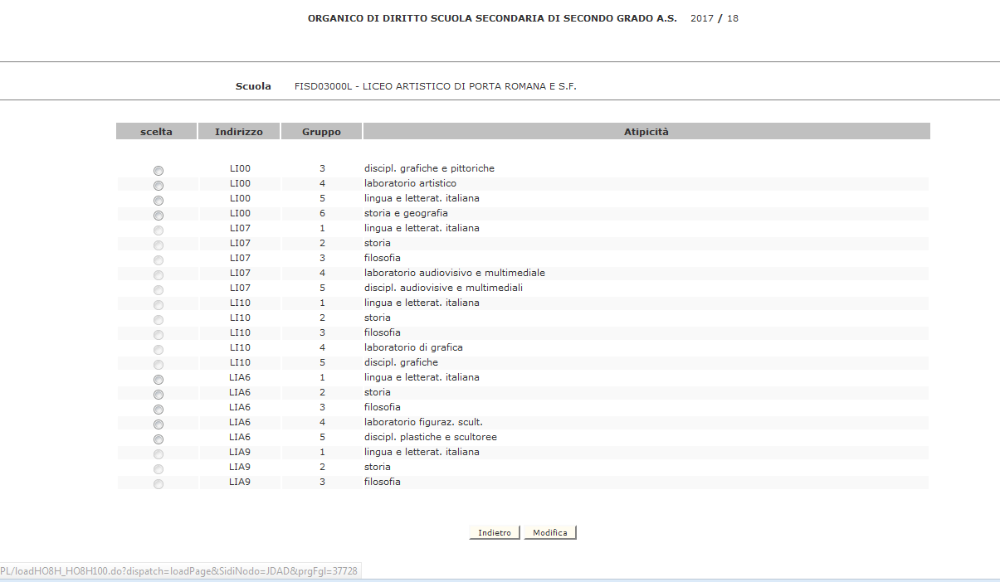 ORGANICO DI DIRITTO SCUOLA SECONDARIA DI SECONDO GRADO A.S. 2017 / 18
Scuola FISD03000L - LICEO ARTISTICO DI PORTA ROMANA E S.F.
scelta Indirizzo Gruppo Atipicità
LI00 3 discipl. grafiche e pittoriche
LI00 4 laboratorio artistico
LI00 5 lingua e letterat. italiana
LI00 6 storia e geografia
LI07 1 lingua e letterat. italiana
LI07 2 storia
LI07 3 filosofia
LI07 4 laboratorio audiovisivo e multimediale
LI07 5 discipl. audiovisive e multimediali
LI10 1 lingua e letterat. italiana
LI10 2 storia
LI10 3 filosofia
LI10 4 laboratorio di grafica
LI10 5 discipl. grafiche
LIA6 1 lingua e letterat. italiana
LIA6 2 storia
LIA6 3 filosofia
LIA6 4 laboratorio figuraz. scult.
LIA6 5 discipl. plastiche e scultoree
LIA9 1 lingua e letterat. italiana
LIA9 2 storia
LIA9 3 filosofia
Indietro Modifica
PL/loadHO8H_HO8H100.do?dispatch=loadPage&SidiNodo=JDAD&prgFgl=37728